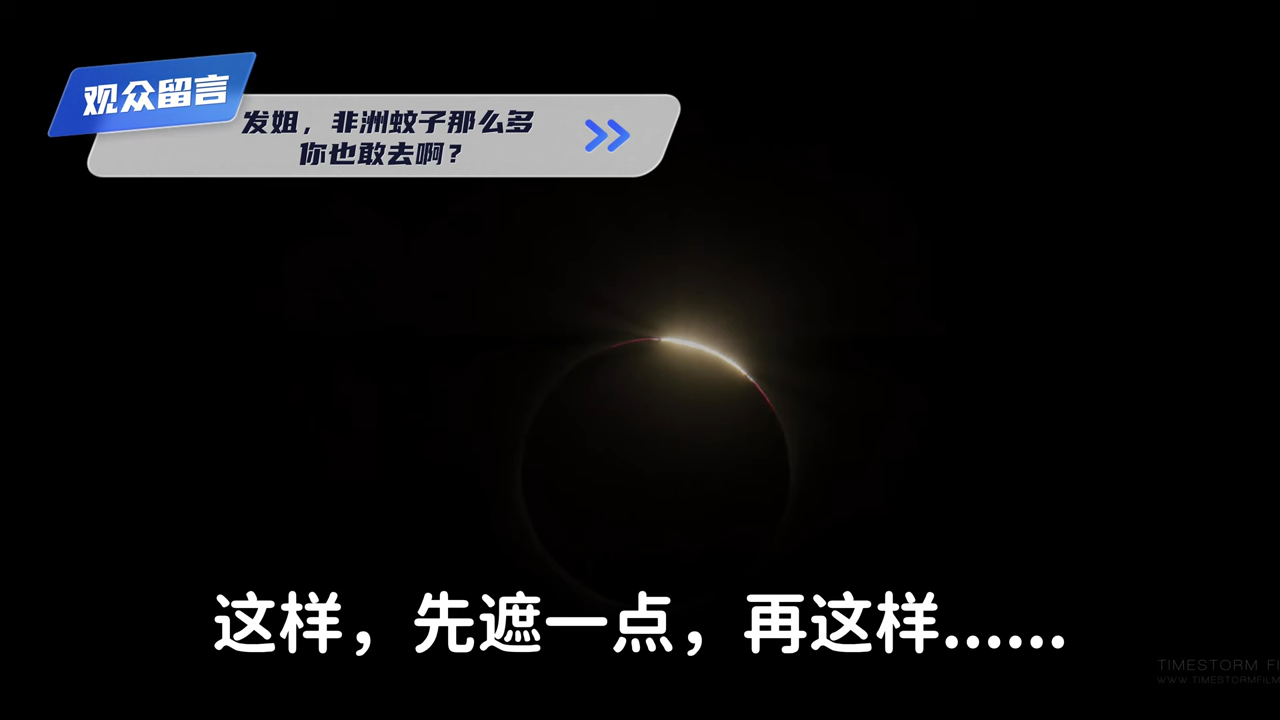 观众留言
发姐，非洲蚊子那么多
你也敢去啊？
这样，先遮一点，再这样......
TIMESTORM FI
WWW.TIMESTORMFILM